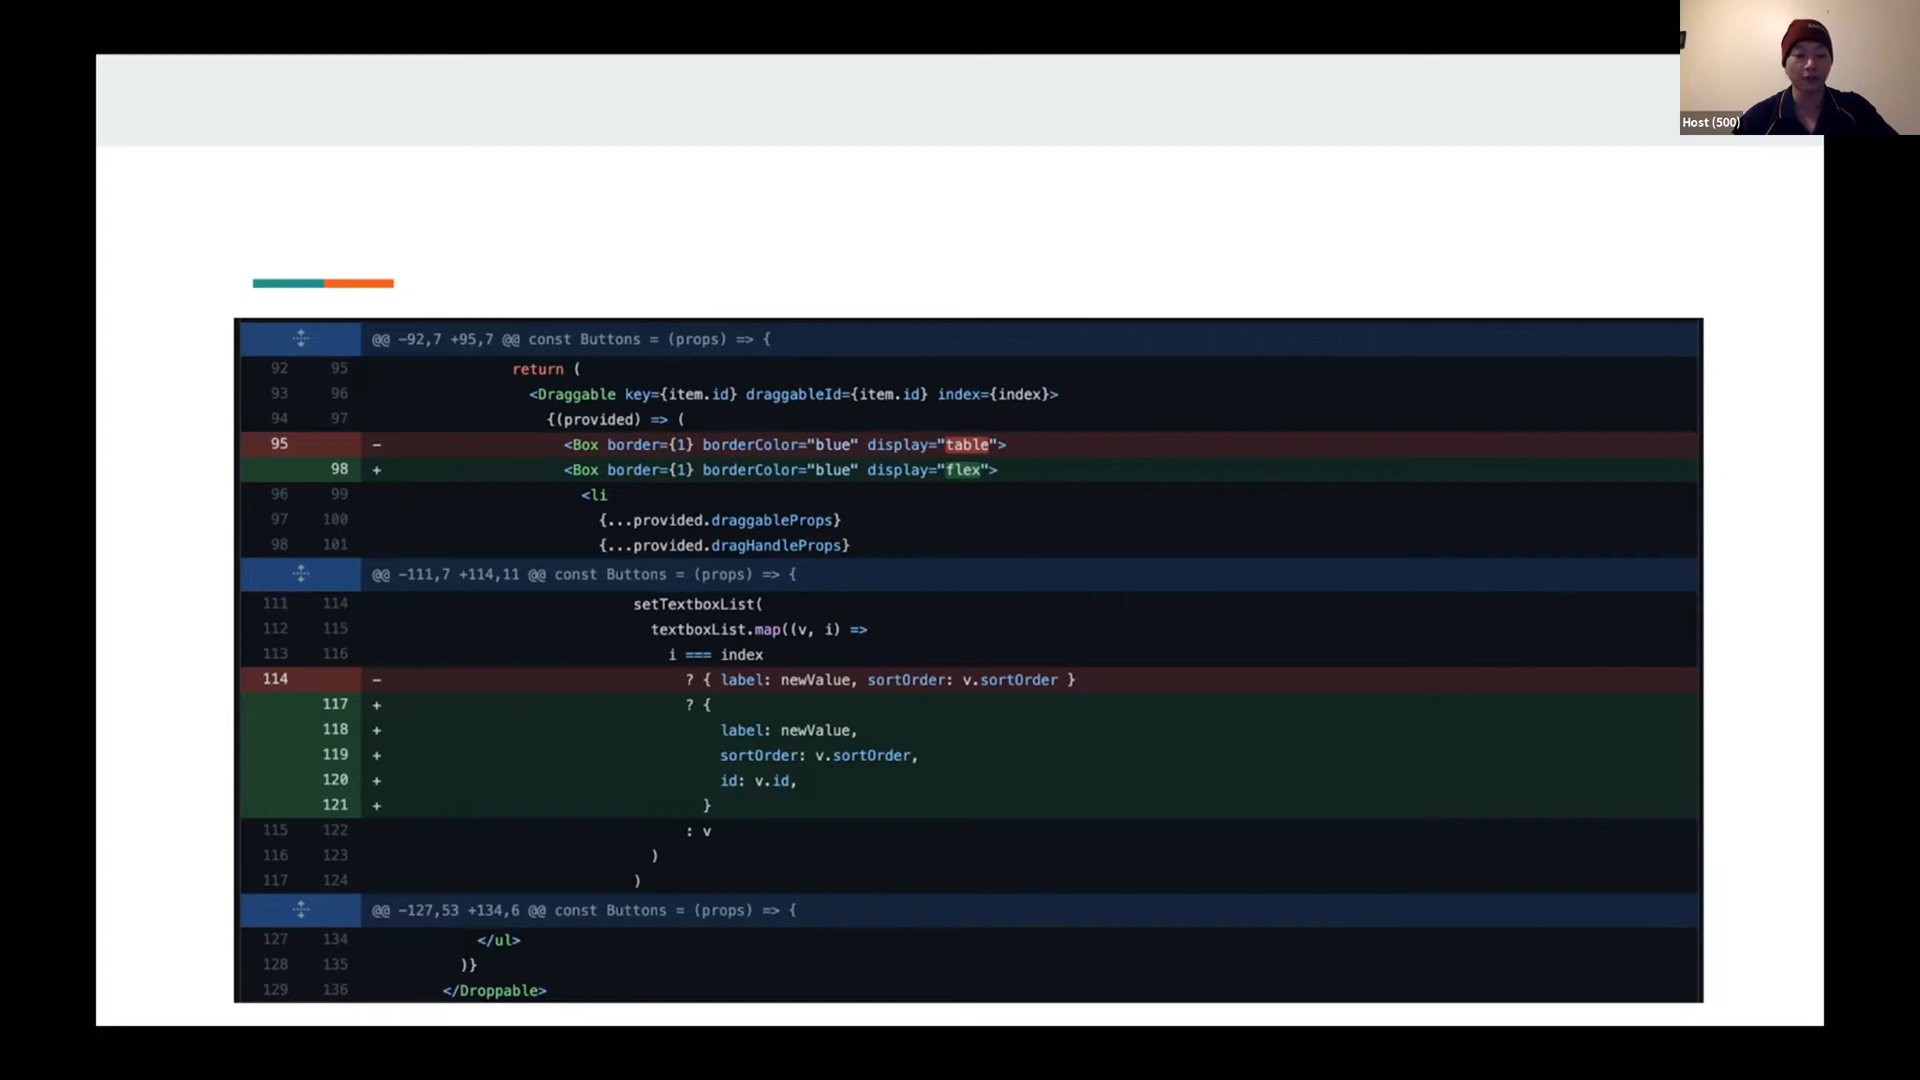 Host (500)
@@ -92,7 +95,7 @@ const Buttons = (props) => {
92 95 return (
93 96 <Draggable key={item.id} draggableId={item.id} index={index}>
94 97 {(provided) => (
95 - <Box border={1} borderColor="blue" display="table">
98 + <Box border={1} borderColor="blue" display="flex">
96 99 <li
97 100 {...provided.draggableProps}
98 101 {...provided.dragHandleProps}
@@ -111,7 +114,11 @@ const Buttons = (props) => {
111 114 setTextboxList(
112 115 textboxList.map((v, i) =>
113 116 i === index
114 - ? { label: newValue, sortOrder: v.sortOrder }
117 + ? {
118 + label: newValue,
119 + sortOrder: v.sortOrder,
120 + id: v.id,
121 + }
115 122 : v
116 123 )
117 124 )
@@ -127,53 +134,6 @@ const Buttons = (props) => {
127 134 </ul>
128 135 )}
129 136 </Droppable>